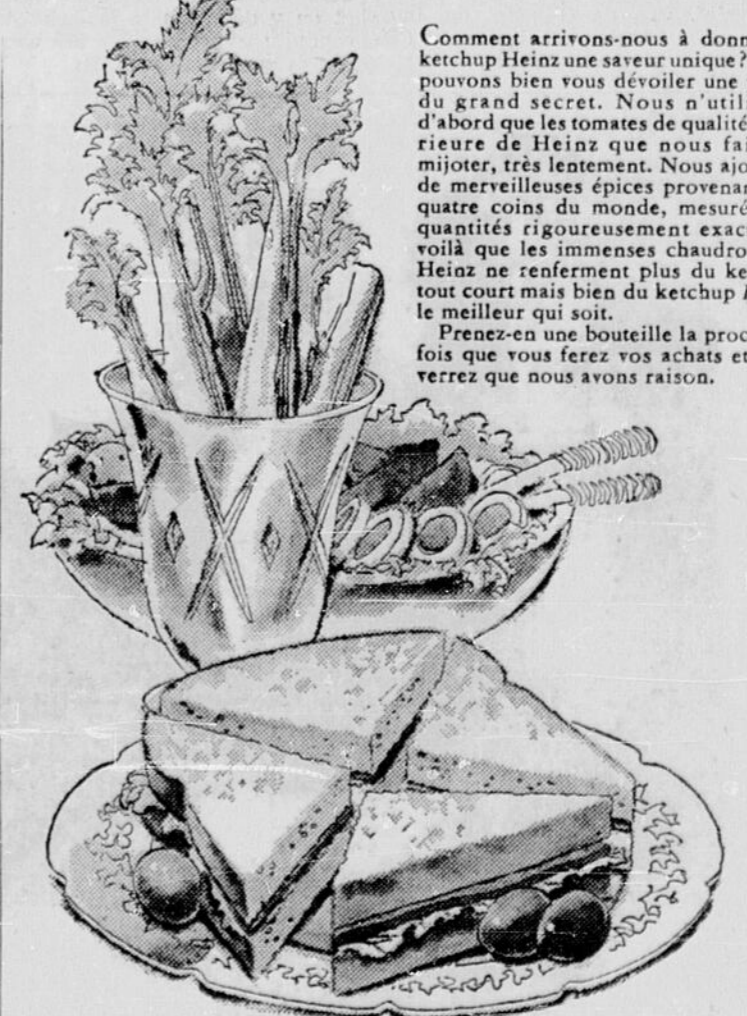 Comment arrivons-nous à donn
ketchup Heinz une saveur unique?
pouvons bien vous dévoiler une
du grand secret. Nous n'utili
d'abord que les tomates de qualité
rieure de Heinz que nous fai
mijoter, très lentement. Nous ajo
de merveilleuses épices provenan
quatre coins du monde, mesuré
quantités rigoureusement exac
voilà que les immenses chaudro
Heinz ne renferment plus du ke
tout court mais bien du ketchup
le meilleur qui soit.
Prenez-en une bouteille la proc
fois que vous ferez vos achats et
verrez que nous avons raison.